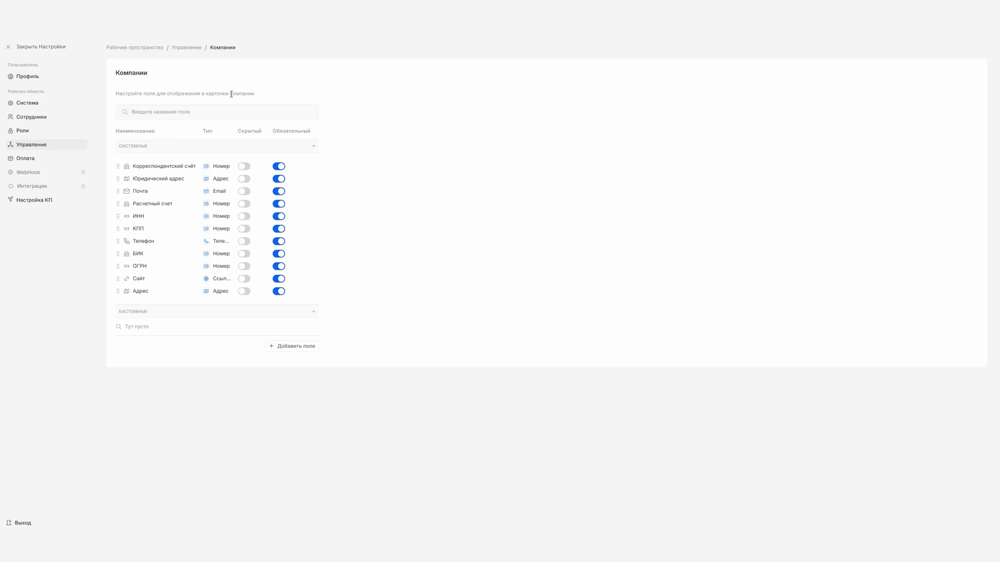 Закрыть Настройки
Рабочее пространство / Управление / Компании
Пользователь
Профиль
Рабочая область
Система
Сотрудники
Роли
Управление
Оплата
WebHook
Интеграции
Настройка КП
Выход
Компании
Настройте поля для отображения в карточке компании
Введите название поля
Наименование Тип Скрытый Обязательный
СИСТЕМНЫЕ
Корреспондентский счёт Номер
Юридический адрес Адрес
Почта Email
Расчетный счет Номер
123 ИНН Номер
123 КПП Номер
Телефон Теле...
БИК Номер
123 ОГРН Номер
Сайт Ссыл...
Адрес Адрес
КАСТОМНЫЕ
Тут пусто
+ Добавить поле